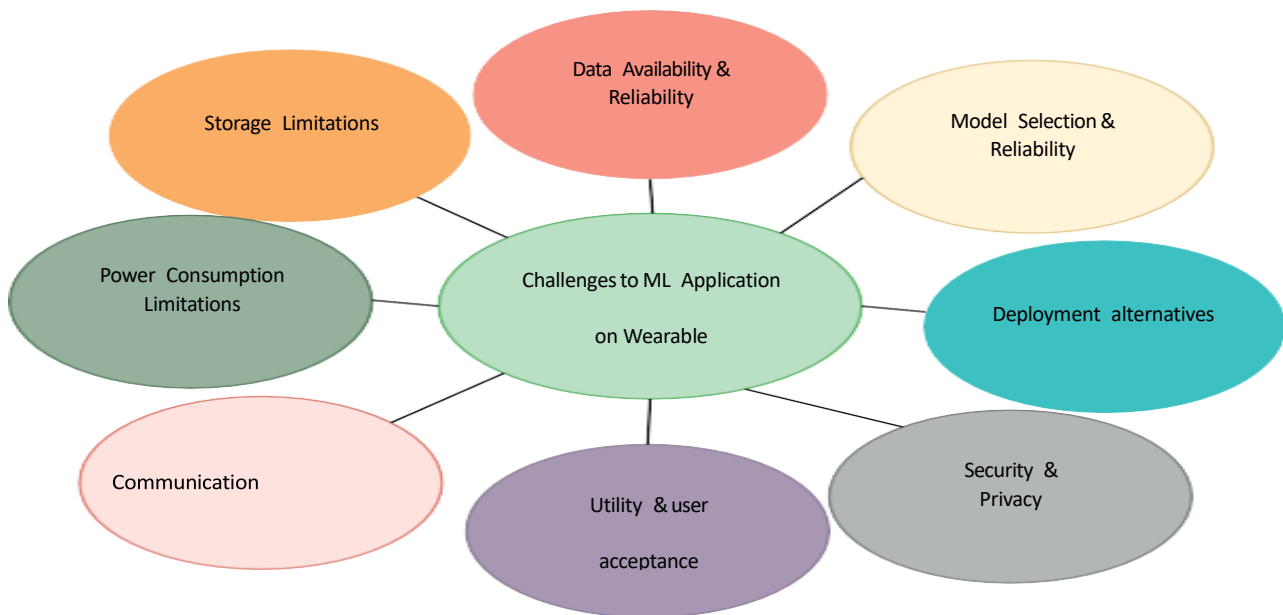 Data Availability &
Reliability
Storage Limitations
Model Selection &
Reliability
Power Consumption
Limitations
Challenges to ML Application
on Wearable
Deployment alternatives
Communication
Utility & user
acceptance
Security &
Privacy